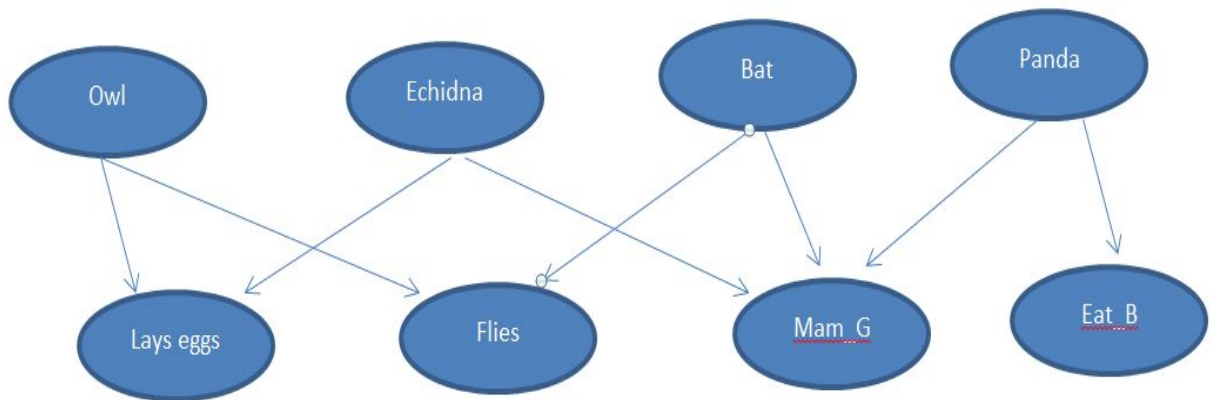 Owl
Echidna
Bat
Panda
Lays eggs
Flies
Mam_G
Eat_B